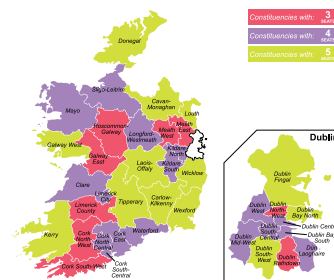 Constituencies with: 3
SEATS
Constituencies with: 4
SEATS
Constituencies with: 5
SEATS
Donegal
Sligo-Leitrim
Mayo
Cavan-
Monaghan
Louth
Roscommon-
Galway
Longford-
Westmeath
Meath
West
Meath
East
Galway West
Galway
East
Kildare
North
Kildare
South
Laois-
Offaly
Wicklow
Clare
Limerick
City
Limerick
County
Tipperary
Carlow-
Kilkenny
Wexford
Kerry
Cork
North-
West
Cork
North-
Central
Cork
East
Waterford
Cork South-West
Cork
South-
Central
Dublin
Dublin
Fingal
Dublin
West
Dublin
North-
West
Dublin
Bay North
Dublin Centr
Dublin
South-
Central
Dublin Bay
South
Dublin
Mid-West
Dún
Laoghaire
Dublin
Rathdown